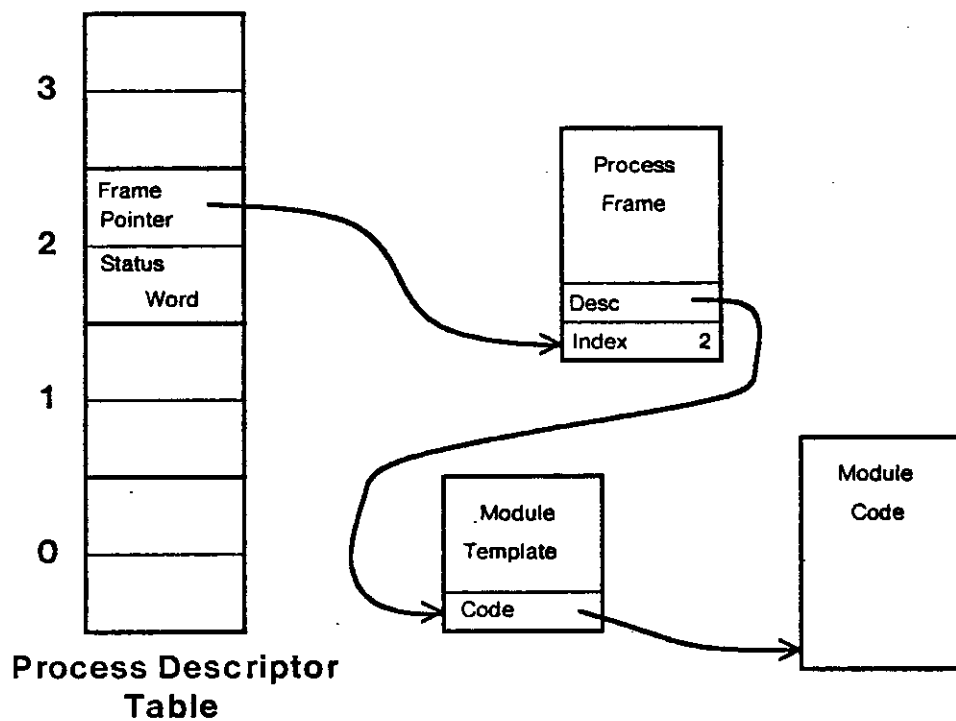 3
Frame
Pointer
2
Status
Word
1
0
Process Descriptor
Table
Process
Frame
Desc
Index 2
Module
Template
Code
Module
Code